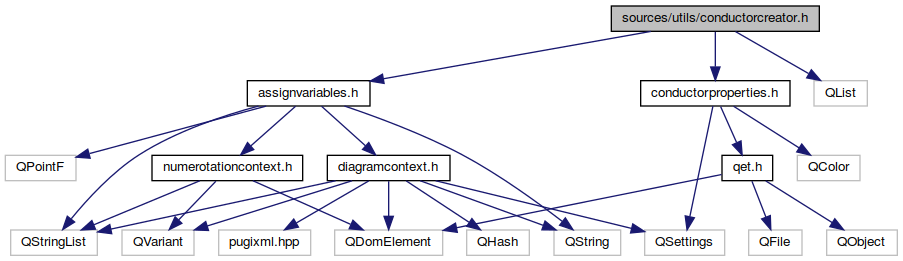 sources/utils/conductorcreator.h
assignvariables.h
conductorproperties.h
QList
QPointF
numerotationcontext.h
diagramcontext.h
qet.h
QColor
QStringList
QVariant
pugixml.hpp
QDomElement
QHash
QString
QSettings
QFile
QObject